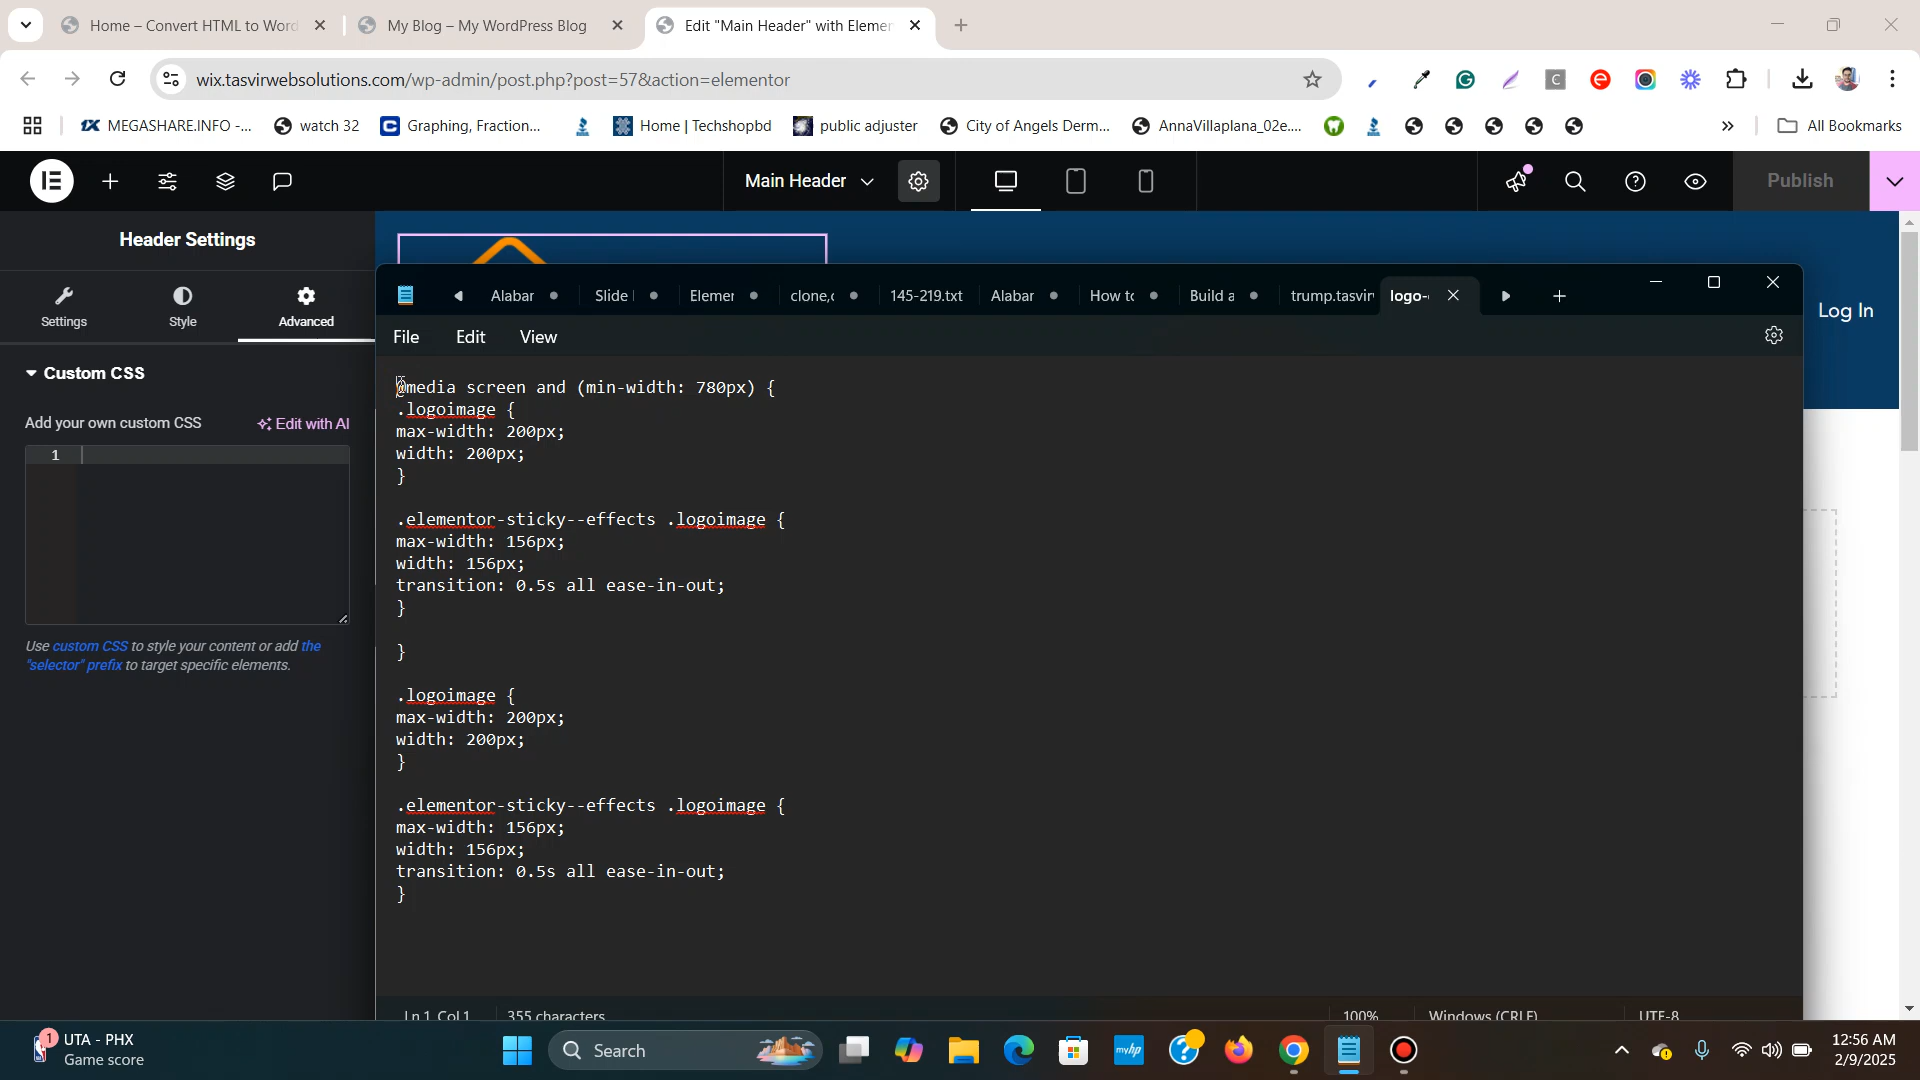 Home – Convert HTML to Word
My Blog – My WordPress Blog
Edit "Main Header" with Elemen
wix.tasvirwebsolutions.com/wp-admin/post.php?post=57&action=elementor
MEGASHARE.INFO -...
watch 32
Graphing, Fraction...
Home | Techshopbd
public adjuster
City of Angels Derm...
AnnaVillaplana_02e....
All Bookmarks
Main Header
Publish
Header Settings
Settings
Style
Advanced
Custom CSS
Add your own custom CSS
Edit with AI
1
Use custom CSS to style your content or add the
"selector" prefix to target specific elements.
Log In
Alabar
Slide
Elemer
clone,c
145-219.txt
Alabar
How to
Build a
trump.tasvir
logo-
File
Edit
View
@media screen and (min-width: 780px) {
.logoimage {
max-width: 200px;
width: 200px;
}
.elementor-sticky--effects .logoimage {
max-width: 156px;
width: 156px;
transition: 0.5s all ease-in-out;
}
}
.logoimage {
max-width: 200px;
width: 200px;
}
.elementor-sticky--effects .logoimage {
max-width: 156px;
width: 156px;
transition: 0.5s all ease-in-out;
}
Ln 1, Col 1
355 characters
100%
Windows (CRLF)
UTF-8
1
UTA - PHX
Game score
Search
myhp
12:56 AM
2/9/2025